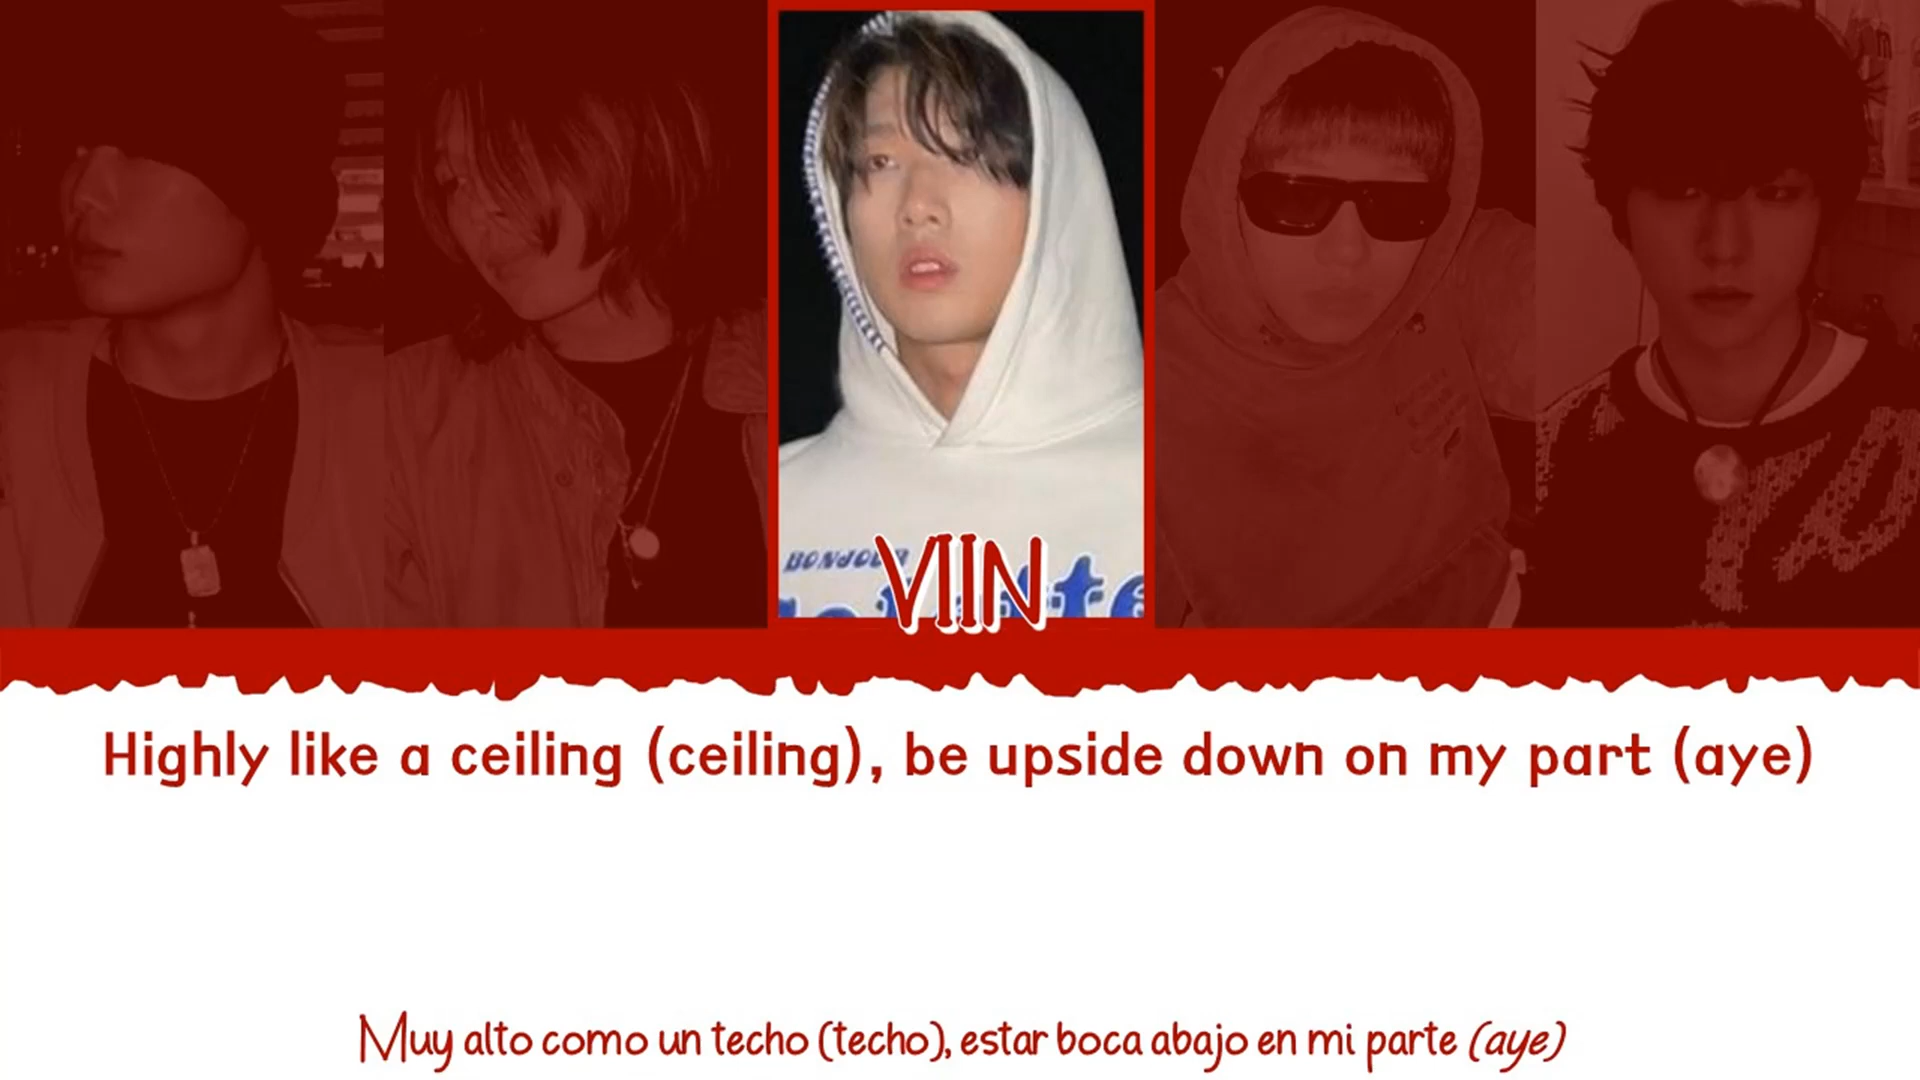 BONJOUR
VIIN
Highly like a ceiling (ceiling), be upside down on my part (aye)
Muy alto como un techo (techo), estar boca abajo en mi parte (aye)